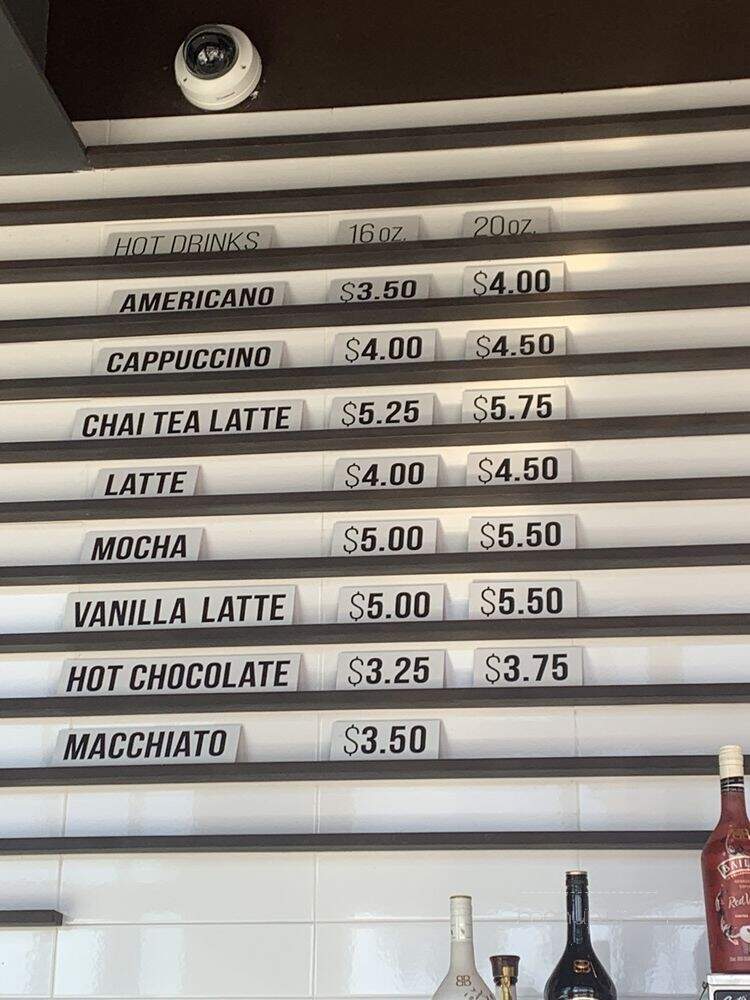 HOT DRINKS 16 oz. 20oz.
AMERICANO $3.50 $4.00
CAPPUCCINO $4.00 $4.50
CHAI TEA LATTE $5.25 $5.75
LATTE $4.00 $4.50
MOCHA $5.00 $5.50
VANILLA LATTE $5.00 $5.50
HOT CHOCOLATE $3.25 $3.75
MACCHIATO $3.50
Red